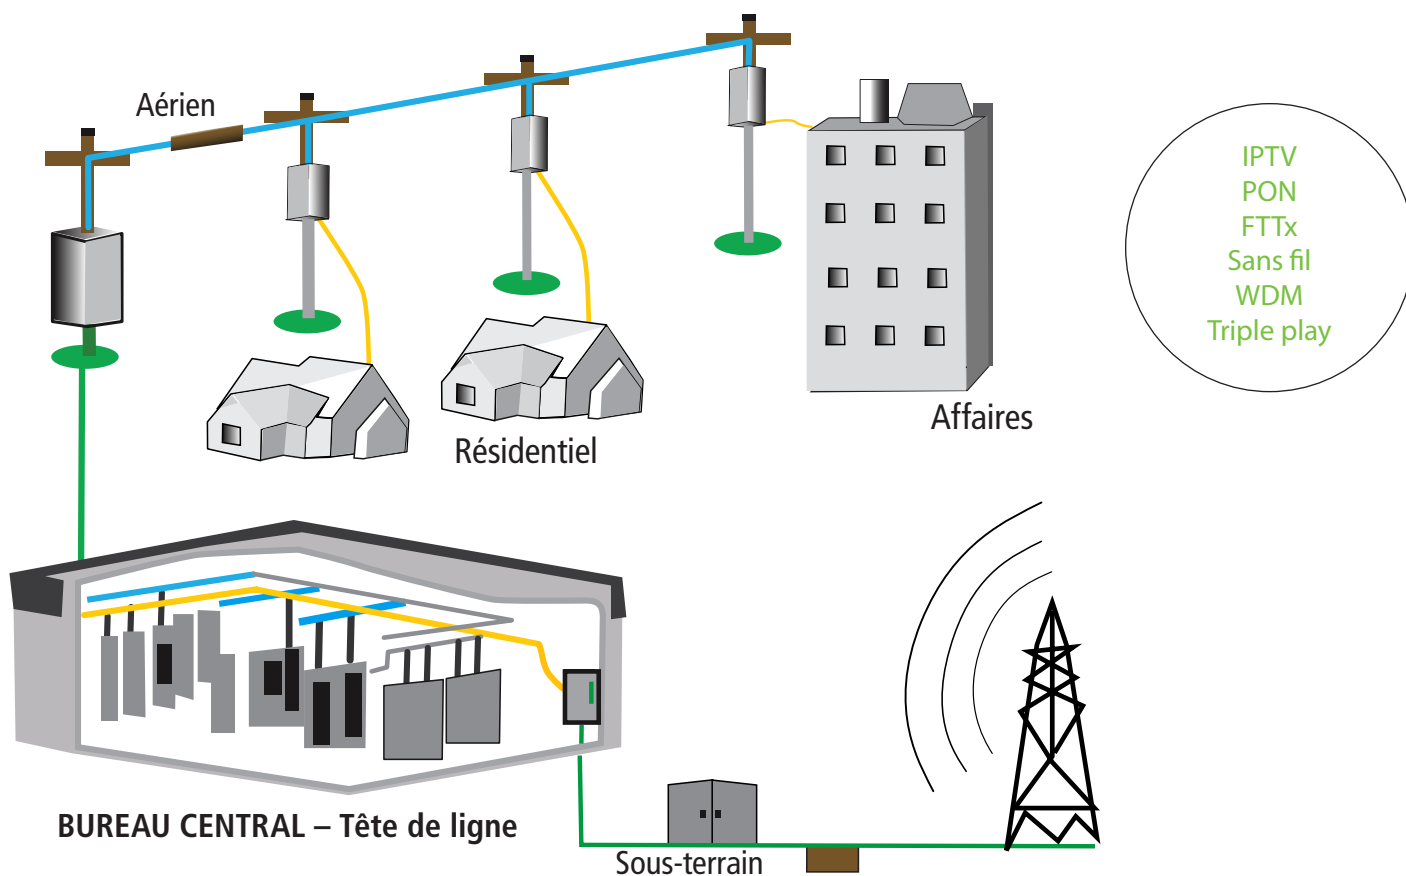 Aérien
IPTV
PON
FTTx
Sans fil
WDM
Triple play
Affaires
Résidentiel
BUREAU CENTRAL – Tête de ligne
Sous-terrain